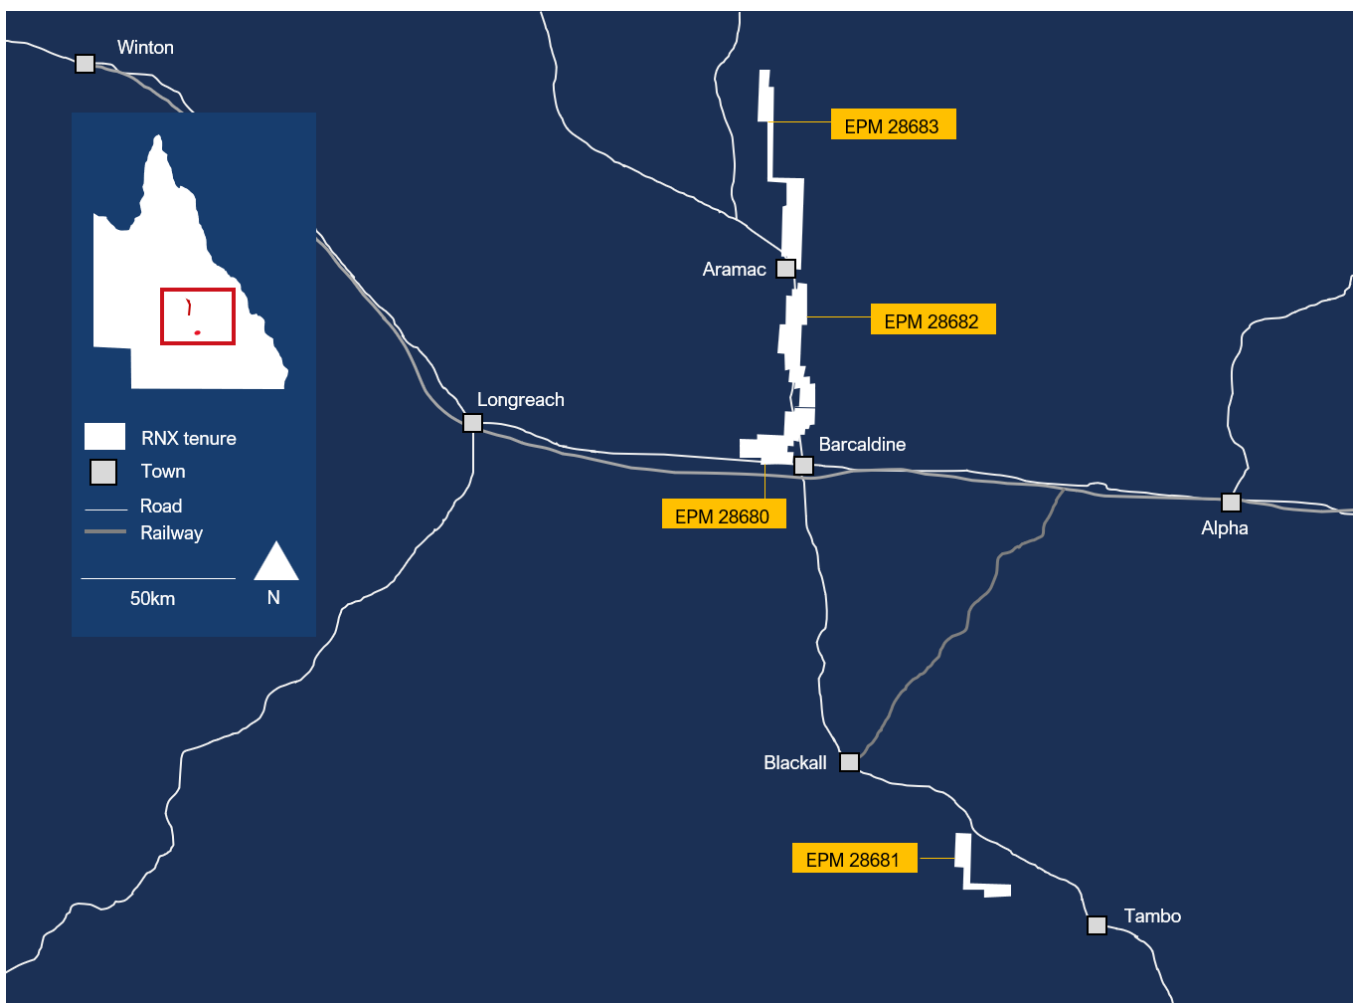 Winton
EPM 28683
Aramac
EPM 28682
Longreach
RNX tenure
Barcaldine
Town
Road
EPM 28680
Railway
Alpha
50km
N
Blackall
EPM 28681
Tambo